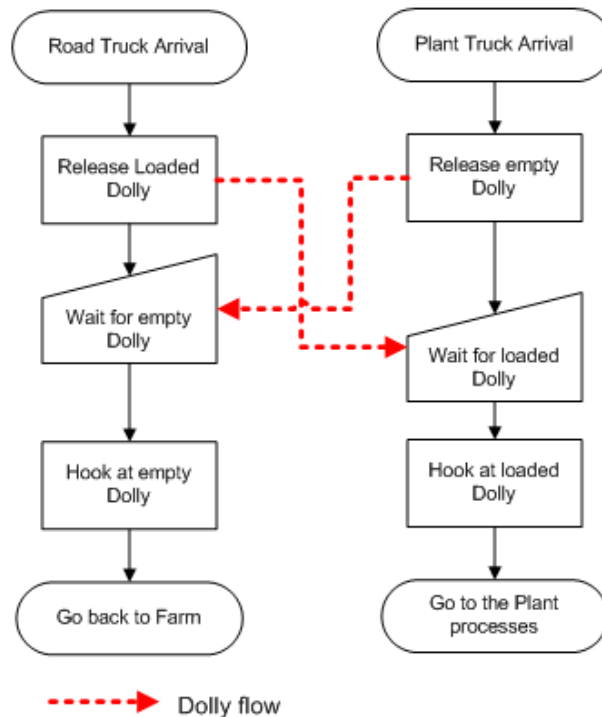 Road Truck Arrival
Plant Truck Arrival
Release Loaded
Dolly
Release empty
Dolly
Wait for empty
Dolly
Wait for loaded
Dolly
Hook at empty
Dolly
Hook at loaded
Dolly
Go back to Farm
Go to the Plant
processes
Dolly flow